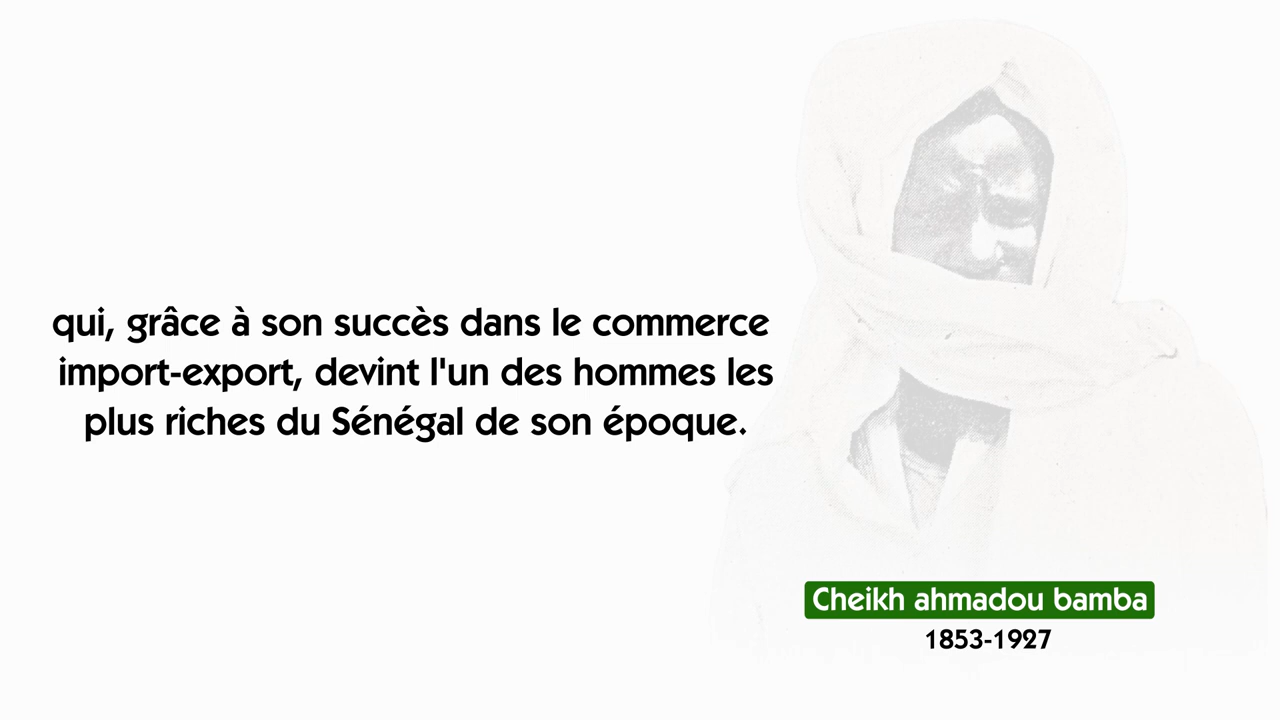 qui, grâce à son succès dans le commerce
import-export, devint l'un des hommes les
plus riches du Sénégal de son époque.
Cheikh ahmadou bamba
1853-1927